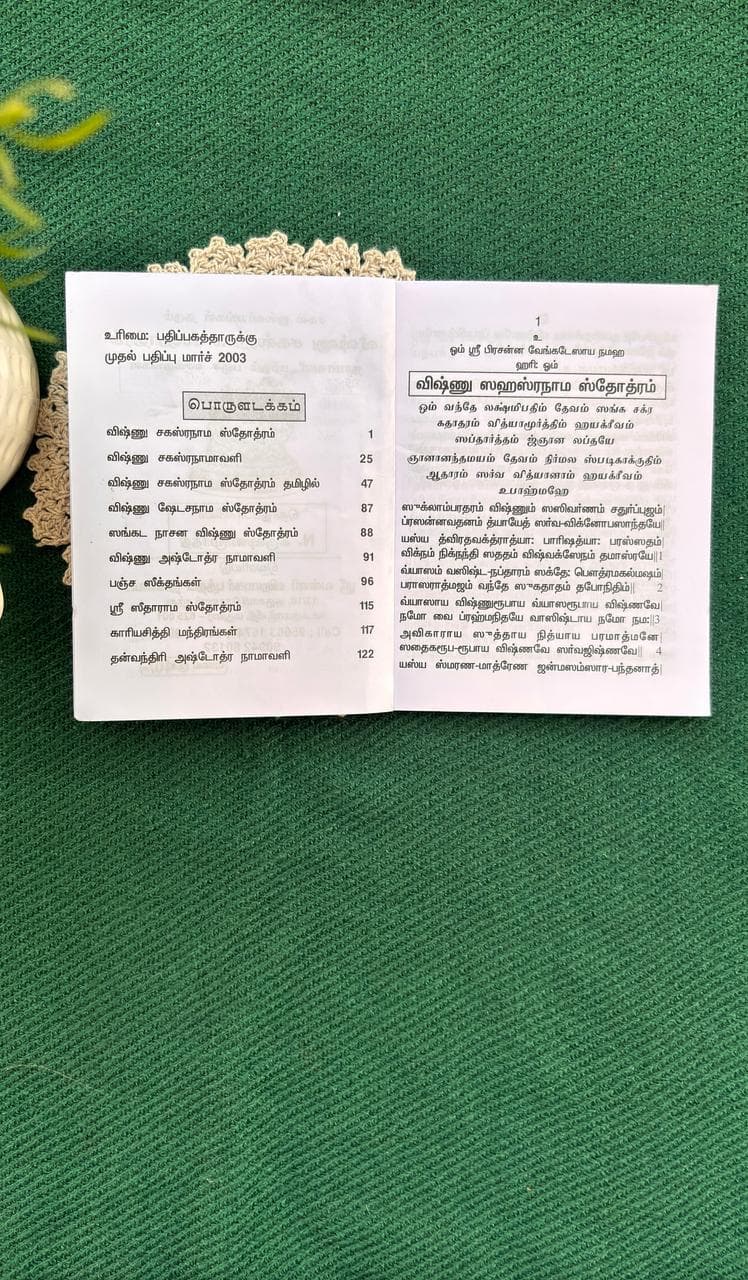 உரிமை: பதிப்பகத்தாருக்கு
முதல் பதிப்பு மார்ச் 2003
பொருளடக்கம்
விஷ்ணு சகஸ்ரநாம ஸ்தோத்ரம் 1
விஷ்ணு சகஸ்ரநாமாவளி 25
விஷ்ணு சகஸ்ரநாம ஸ்தோத்ரம் தமிழில் 47
விஷ்ணு ஷேடசநாம ஸ்தோத்ரம் 87
ஸங்கட நாசன விஷ்ணு ஸ்தோத்ரம் 88
விஷ்ணு அஷ்டோத்ர நாமாவளி 91
பஞ்ச ஸீக்தங்கள் 96
ஸ்ரீ ஸீதாராம ஸ்தோத்ரம் 115
காரியசித்தி மந்திரங்கள் 117
தன்வந்திரி அஷ்டோத்ர நாமாவளி 122
1
உ
ஓம் ஸ்ரீ பிரசன்ன வேங்கடேஸாய நமஹ
ஹரி: ஓம்
விஷ்ணு ஸஹஸ்ரநாம ஸ்தோத்ரம்
ஓம் வந்தே லக்ஷ்மிபதிம் தேவம் ஸங்க சக்ர
கதாதரம் வித்யாமூர்த்திம் ஹயக்ரீவம்
ஸப்தார்த்தம் ஜ்ஞான லப்தயே
ஞானானந்தமயம் தேவம் நிர்மல ஸ்படிகாக்குதிம்
ஆதாரம் ஸர்வ வித்யானாம் ஹயக்ரீவம்
உபாஹ்மஹே
ஸுக்லாம்பரதரம் விஷ்ணும் ஸஸிவர்ணம் சதுர்ப்புஜம்|
ப்ரஸன்னவதனம் த்யாயேத் ஸர்வ-விக்னோபஸாந்தயே||
யஸ்ய த்விரதவக்த்ராத்யா: பாரிஷத்யா: பரஸ்ஸதம்
விக்நம் நிக்நந்தி ஸததம் விஷ்வக்ஸேநம் தமாஸ்ரயே||1
வ்யாஸம் வஸிஷ்ட-நப்தாரம் ஸக்தே: பௌத்ரமகல்மஷம்
பராஸராத்மஜம் வந்தே ஸுகதாதம் தபோநிதிம்|| 2
வ்யாஸாய விஷ்ணுரூபாய வ்யாஸரூபாய விஷ்ணவே
நமோ வை ப்ரஹ்மநிதயே வாஸிஷ்டாய நமோ நம:||3
அவிகாராய ஸுத்தாய நித்யாய பரமாத்மனே
ஸதைகரூப-ரூபாய விஷ்ணவே ஸர்வஜிஷ்ணவே|| 4
யஸ்ய ஸ்மரண-மாத்ரேண ஜன்மஸம்ஸார-பந்தனாத்|